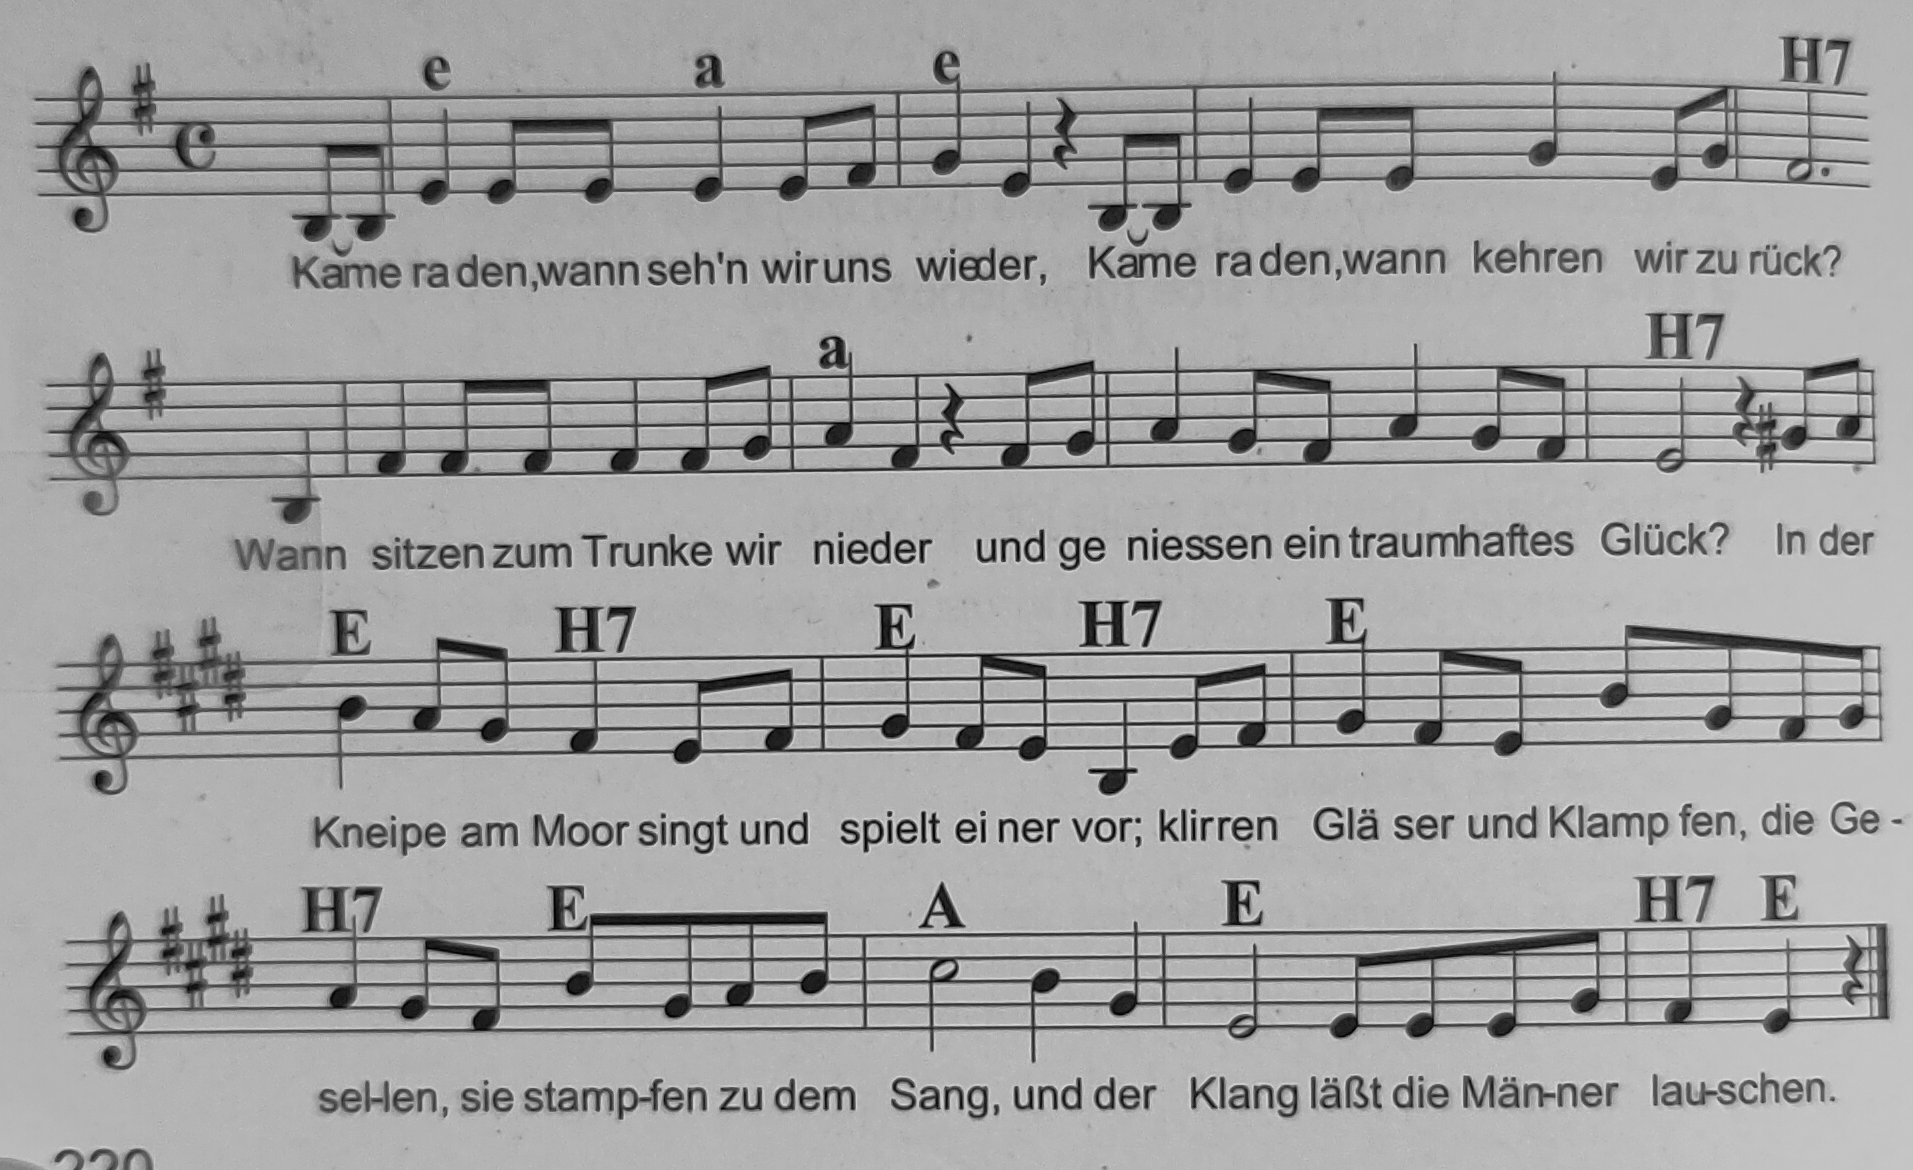 e a e H7
Kame ra den,wann seh'n wir uns wieder, Kame ra den,wann kehren wir zu rück?
a H7
Wann sitzen zum Trunke wir nieder und ge niessen ein traumhaftes Glück? In der
E H7 E H7 E
Kneipe am Moor singt und spielt ei ner vor; klirren Glä ser und Klamp fen, die Ge -
H7 E A E H7 E
sel-len, sie stamp-fen zu dem Sang, und der Klang läßt die Män-ner lau-schen.
220